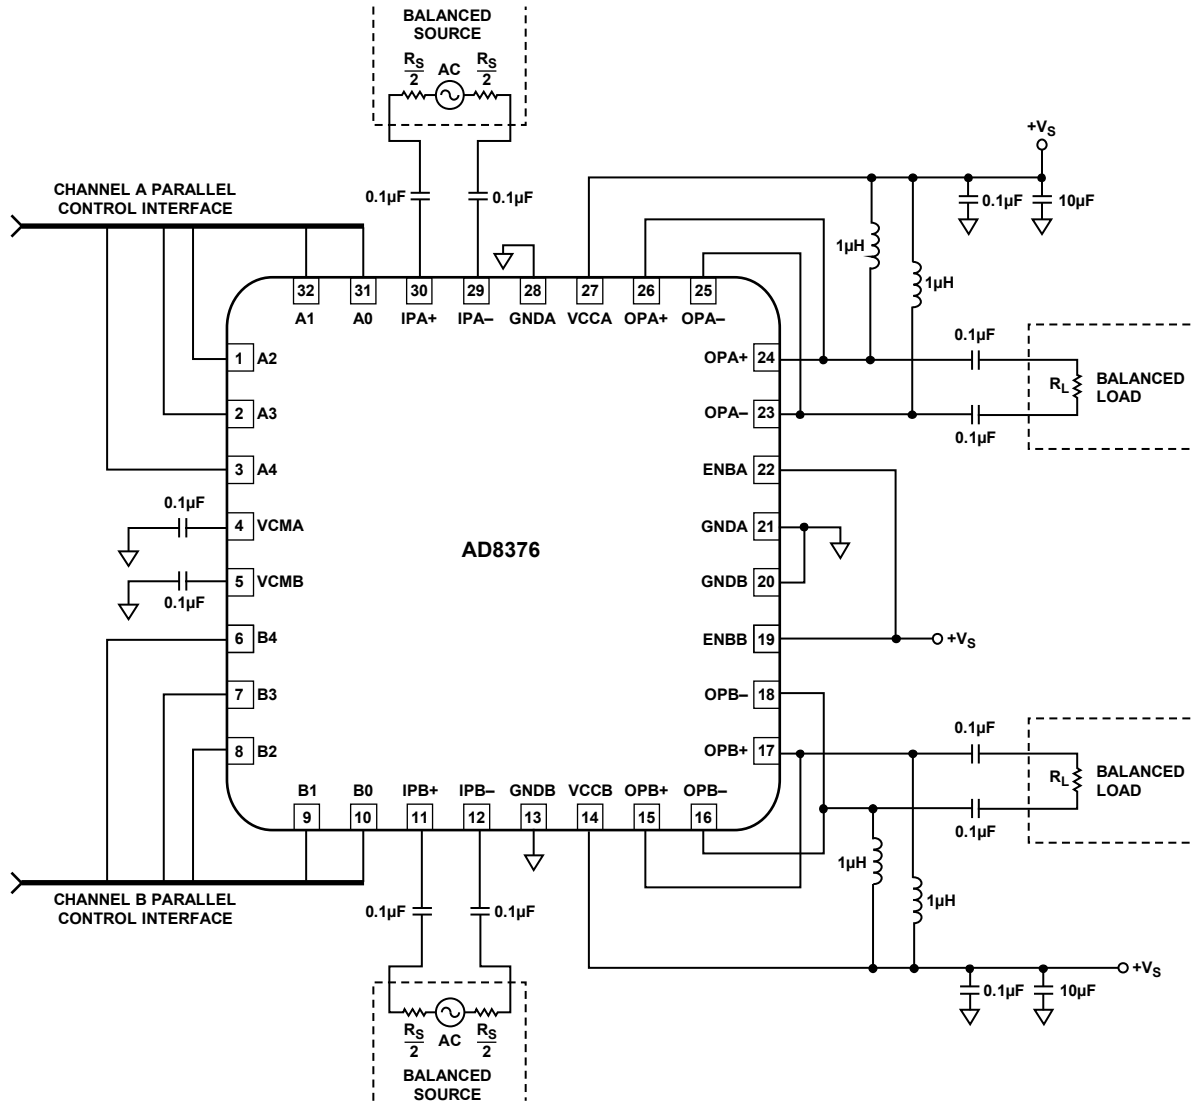 BALANCED
SOURCE
RS/2 AC RS/2
+VS
CHANNEL A PARALLEL
CONTROL INTERFACE
0.1µF 0.1µF
0.1µF 10µF
1µH
1µH
32 31 30 29 28 27 26 25
A1 A0 IPA+ IPA– GNDA VCCA OPA+ OPA–
0.1µF
1 A2
OPA+ 24
RL
BALANCED
LOAD
2 A3
OPA– 23
0.1µF
3 A4
ENBA 22
0.1µF
4 VCMA
GNDA 21
AD8376
5 VCMB
GNDB 20
0.1µF
6 B4
ENBB 19
+VS
7 B3
OPB– 18
0.1µF
8 B2
OPB+ 17
RL
BALANCED
LOAD
0.1µF
B1 B0 IPB+ IPB– GNDB VCCB OPB+ OPB–
9 10 11 12 13 14 15 16
1µH
1µH
CHANNEL B PARALLEL
CONTROL INTERFACE
0.1µF 0.1µF
+VS
0.1µF 10µF
RS/2 AC RS/2
BALANCED
SOURCE